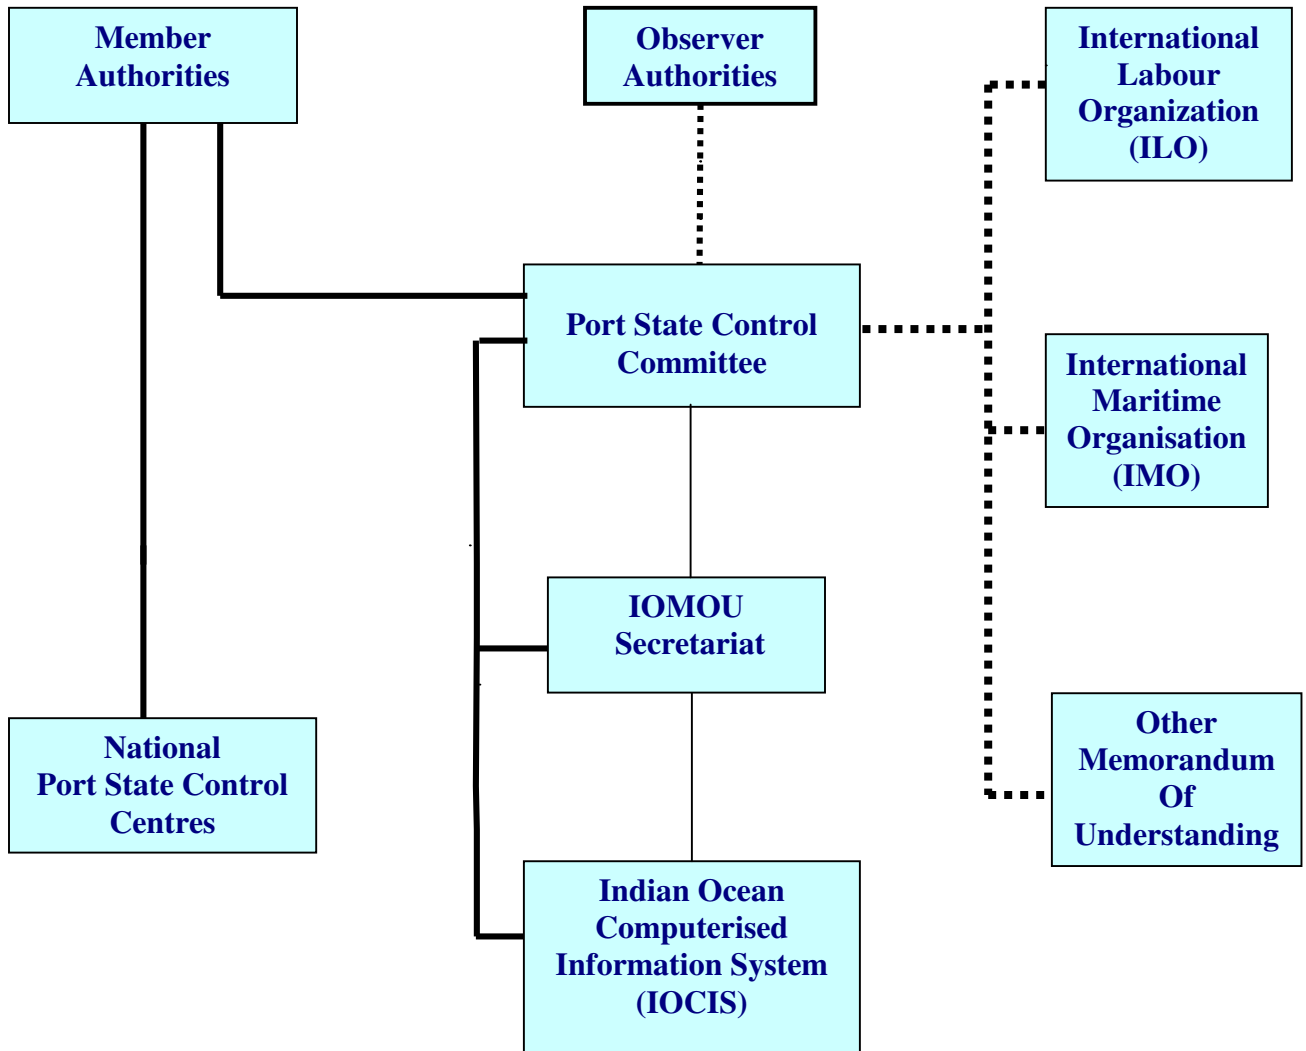 Member
Authorities
Observer
Authorities
International
Labour
Organization
(ILO)
Port State Control
Committee
International
Maritime
Organisation
(IMO)
IOMOU
Secretariat
National
Port State Control
Centres
Other
Memorandum
Of
Understanding
Indian Ocean
Computerised
Information System
(IOCIS)